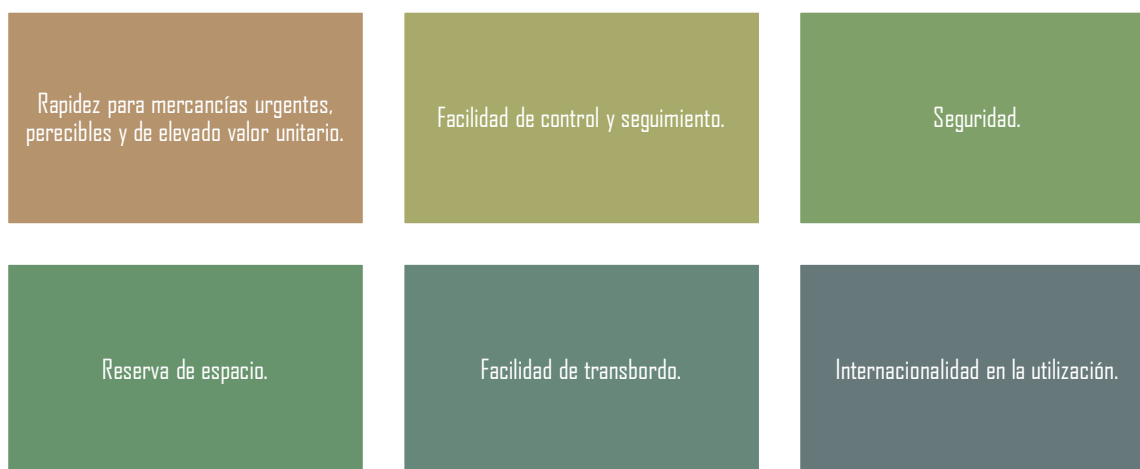 Rapidez para mercancías urgentes,
perecibles y de elevado valor unitario.
Facilidad de control y seguimiento.
Seguridad.
Reserva de espacio.
Facilidad de transbordo.
Internacionalidad en la utilización.